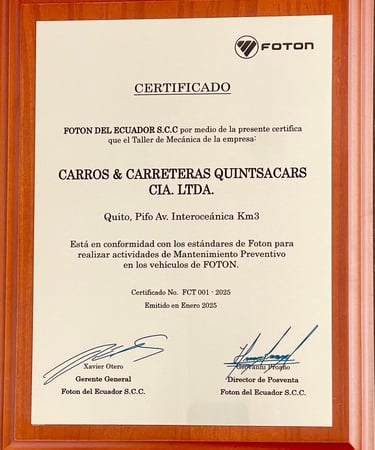 FOTON
CERTIFICADO
FOTON DEL ECUADOR S.C.C por medio de la presente certifica
que el Taller de Mecánica de la empresa:
CARROS & CARRETERAS QUINTSACARS
CIA. LTDA.
Quito, Pifo Av. Interoceánica Km3
Está en conformidad con los estándares de Foton para
realizar actividades de Mantenimiento Preventivo
en los vehículos de FOTON.
Certificado No. FCT 001 - 2025
Emitido en Enero 2025
Xavier Otero
Gerente General
Foton del Ecuador S.C.C.
Geovanni
Director de Posventa
Foton del Ecuador S.C.C.